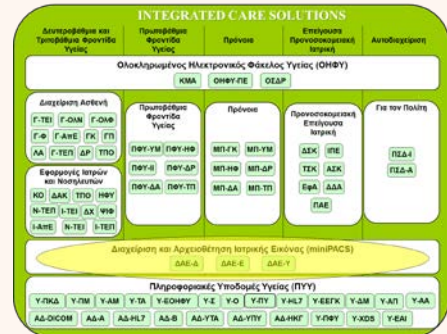 INTEGRATED CARE SOLUTIONS
Δευτεροβάθμια και Τριτοβάθμια Φροντίδα Υγείας
Πρωτοβάθμια Φροντίδα Υγείας
Πρόνοια
Επείγουσα Προνοσοκομειακή Ιατρική
Αυτοδιαχείριση
Ολοκληρωμένος Ηλεκτρονικός Φάκελος Υγείας (ΟΗΦΥ)
ΚΜΑ ΟΗΦΥ-ΠΕ ΟΣΔΡ
Διαχείριση Ασθενή
Γ-ΤΕΙ Γ-ΟλΝ Γ-ΟλΦ
Γ-Φ Γ-ΑπΕ ΓΚ ΓΠ
ΛΑ Γ-ΤΕΠ ΔΡ ΤΠΟ
Εφαρμογές Ιατρών και Νοσηλευτών
ΚΟ ΔΑΚ ΤΠΟ ΗΦΥ
Ν-ΤΕΠ Ι-ΤΕΙ ΔΧ ΨΗΦ
Ι-ΑπΕ Ν-ΤΕΙ Ι-ΤΕΠ
Πρωτοβάθμια Φροντίδα Υγείας
ΠΦΥ-ΥΜ ΠΦΥ-ΗΦ
ΠΦΥ-ΙΙ ΠΦΥ-ΔΡ
ΠΦΥ-ΔΑ ΠΦΥ-ΤΠ
Πρόνοια
ΜΠ-ΓΚ ΜΠ-ΥΜ
ΜΠ-ΗΦ ΜΠ-ΔΡ
ΜΠ-ΔΑ ΜΠ-ΤΠ
Προνοσοκομειακή Επείγουσα Ιατρική
ΔΣΚ ΙΠΕ
ΤΣΚ ΑΣΚ
ΕφΑ ΔΔΑ
ΠΑΕ
Για τον Πολίτη
ΠΣΔ-Ι
ΠΣΔ-Α
Διαχείριση και Αρχειοθέτηση Ιατρικής Εικόνας (miniPACS)
ΔΑΕ-Δ ΔΑΕ-Ε ΔΑΕ-Υ
Πληροφοριακές Υποδομές Υγείας (ΠΥΥ)
Υ-ΠΚΔ Υ-ΠΜ Υ-ΑΜ Υ-ΤΑ Υ-ΕΟΗΦΥ Υ-Σ Υ-Ο Υ-ΠΥ Υ-HL7 Υ-ΕΕΓΚ Υ-ΔΜ Υ-ΑΠ Υ-ΑΑ
ΑΔ-DICOM ΑΔ-Α ΑΔ-HL7 ΑΔ-Β ΑΔ-ΥΤΑ ΑΔ-ΥΠΥ ΑΔ-ΗΚΓ Υ-ΠΦΥ Υ-XDS Υ-ΕΑΙ